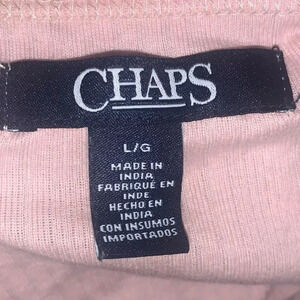 CHAPS
L/G
MADE IN
INDIA
FABRIQUÉ EN
INDE
HECHO EN
INDIA
CON INSUMOS
IMPORTADOS